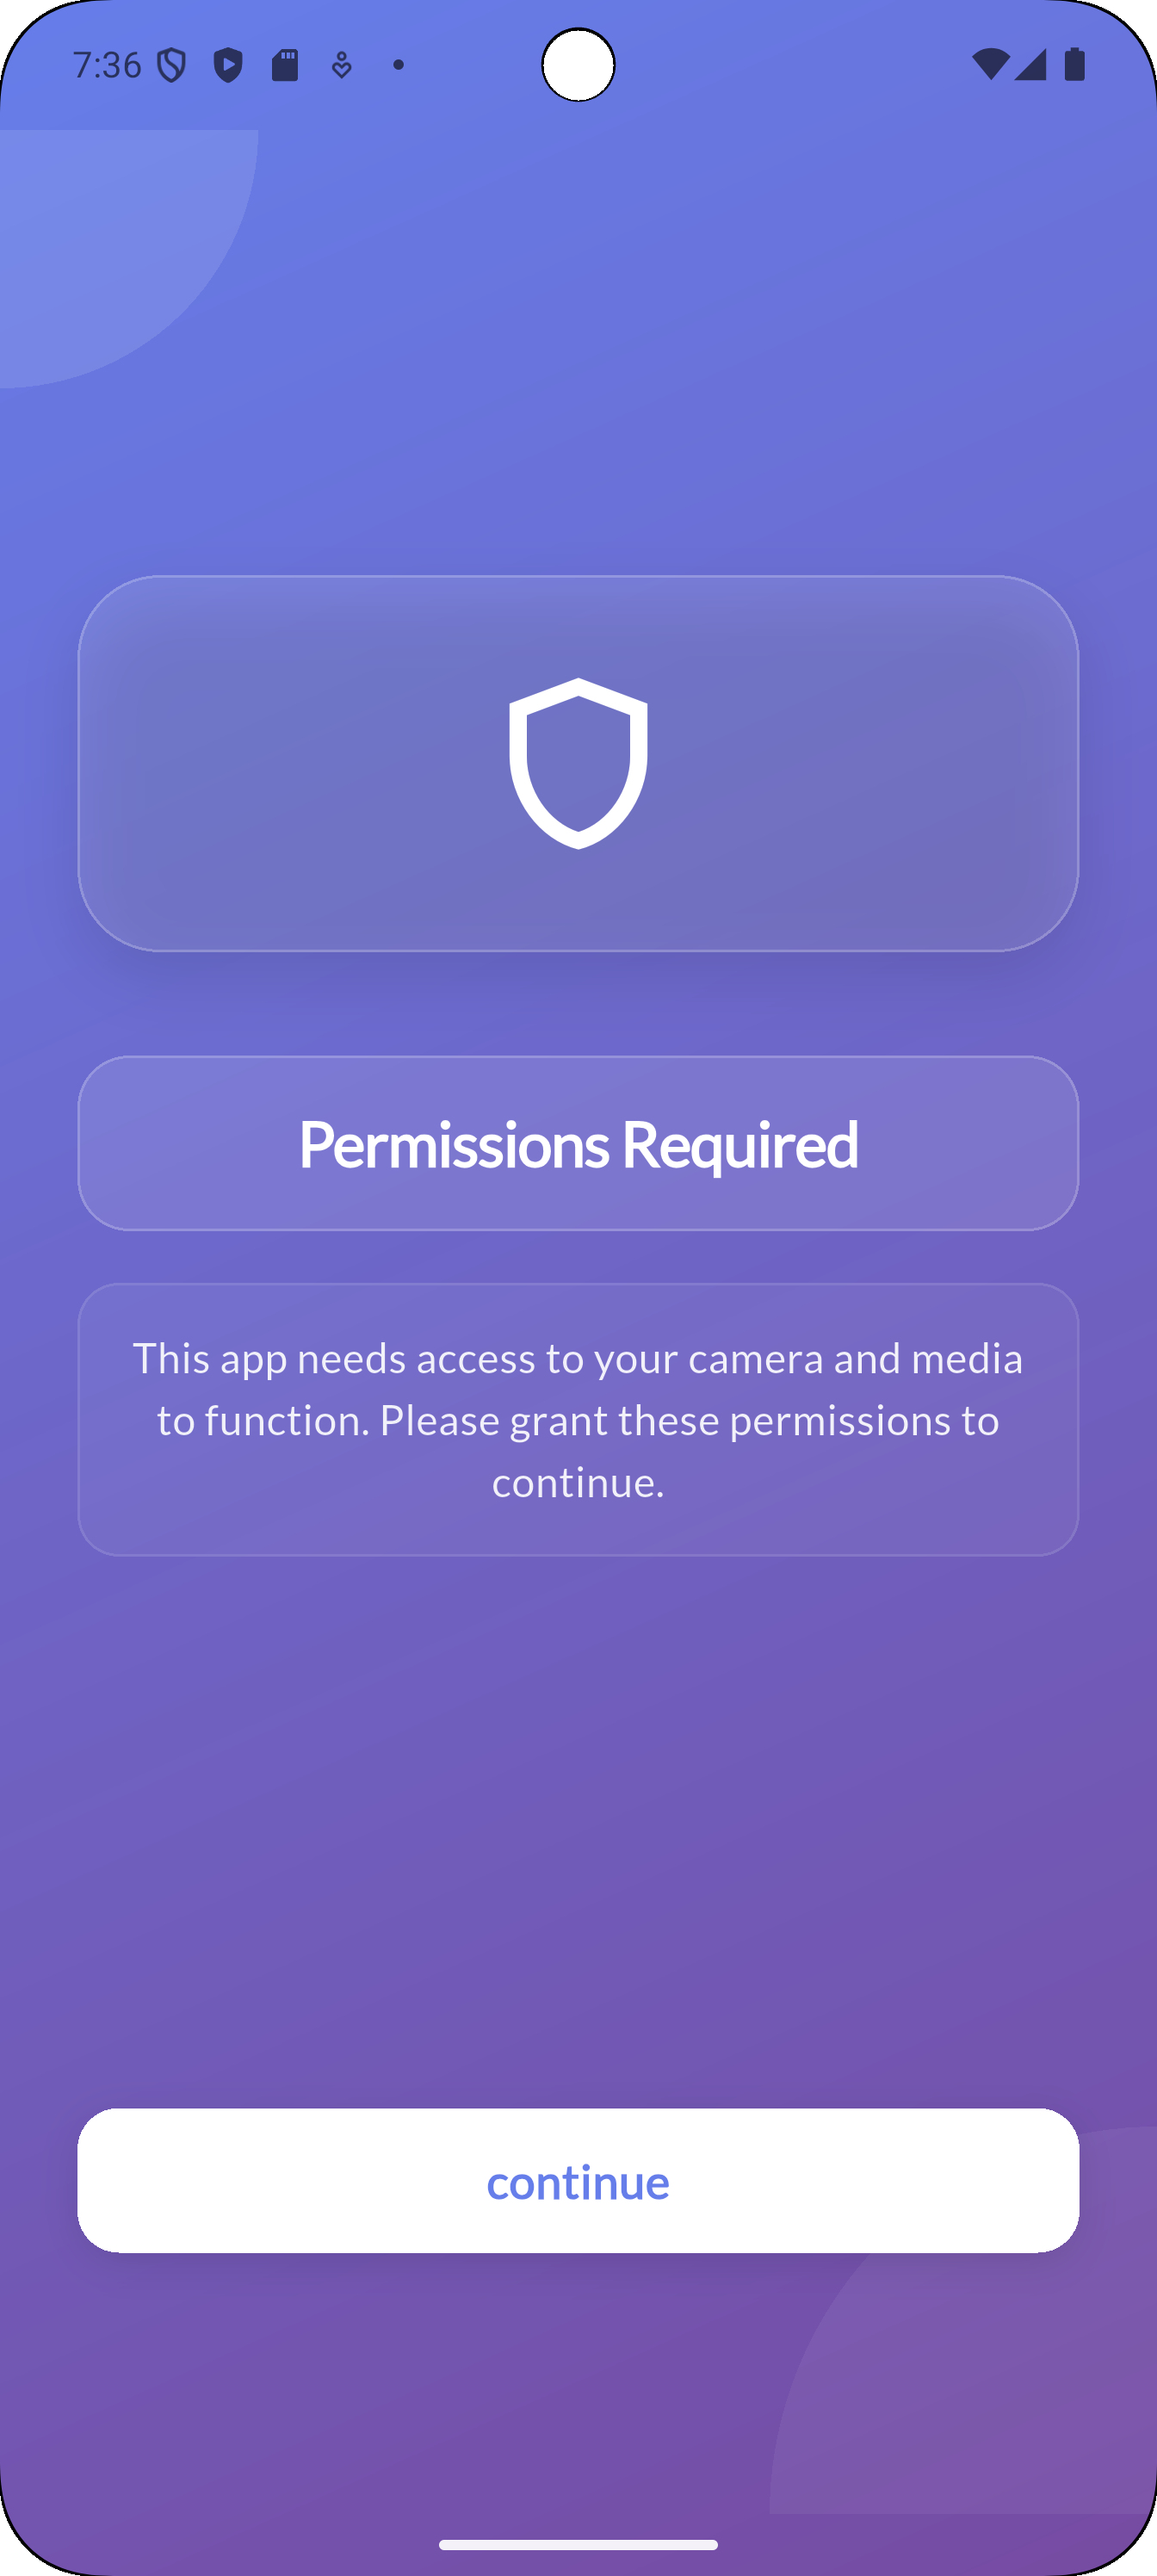 7:36
Permissions Required
This app needs access to your camera and media
to function. Please grant these permissions to
continue.
continue